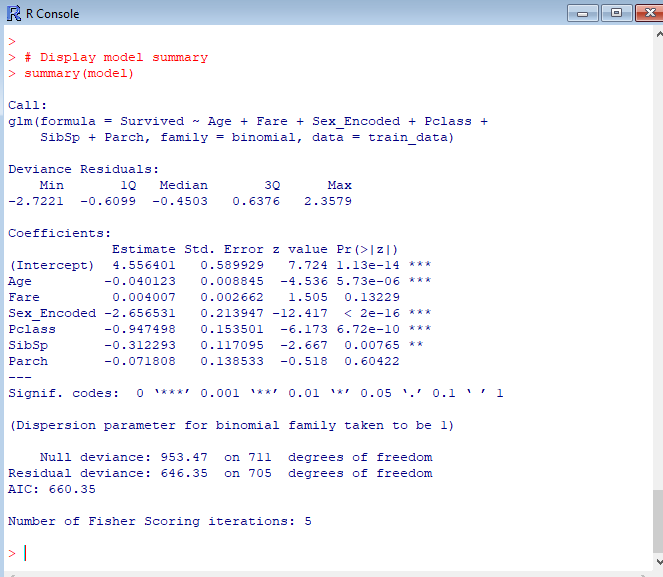 R Console
>
> # Display model summary
> summary(model)
Call:
glm(formula = Survived ~ Age + Fare + Sex_Encoded + Pclass +
    SibSp + Parch, family = binomial, data = train_data)
Deviance Residuals:
    Min       1Q   Median       3Q      Max
-2.7221  -0.6099  -0.4503   0.6376   2.3579
Coefficients:
             Estimate Std. Error z value Pr(>|z|)
(Intercept)  4.556401   0.589929   7.724 1.13e-14 ***
Age         -0.040123   0.008845  -4.536 5.73e-06 ***
Fare         0.004007   0.002662   1.505  0.13229
Sex_Encoded -2.656531   0.213947 -12.417  < 2e-16 ***
Pclass      -0.947498   0.153501  -6.173 6.72e-10 ***
SibSp       -0.312293   0.117095  -2.667  0.00765 **
Parch       -0.071808   0.138533  -0.518  0.60422
---
Signif. codes:  0 ‘***’ 0.001 ‘**’ 0.01 ‘*’ 0.05 ‘.’ 0.1 ‘ ’ 1
(Dispersion parameter for binomial family taken to be 1)
    Null deviance: 953.47  on 711  degrees of freedom
Residual deviance: 646.35  on 705  degrees of freedom
AIC: 660.35
Number of Fisher Scoring iterations: 5
>